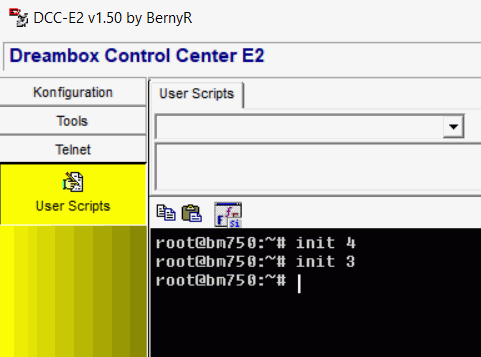 DCC-E2 v1.50 by BernyR
Dreambox Control Center E2
Konfiguration
Tools
Telnet
User Scripts
User Scripts
root@bm750:~# init 4
root@bm750:~# init 3
root@bm750:~#